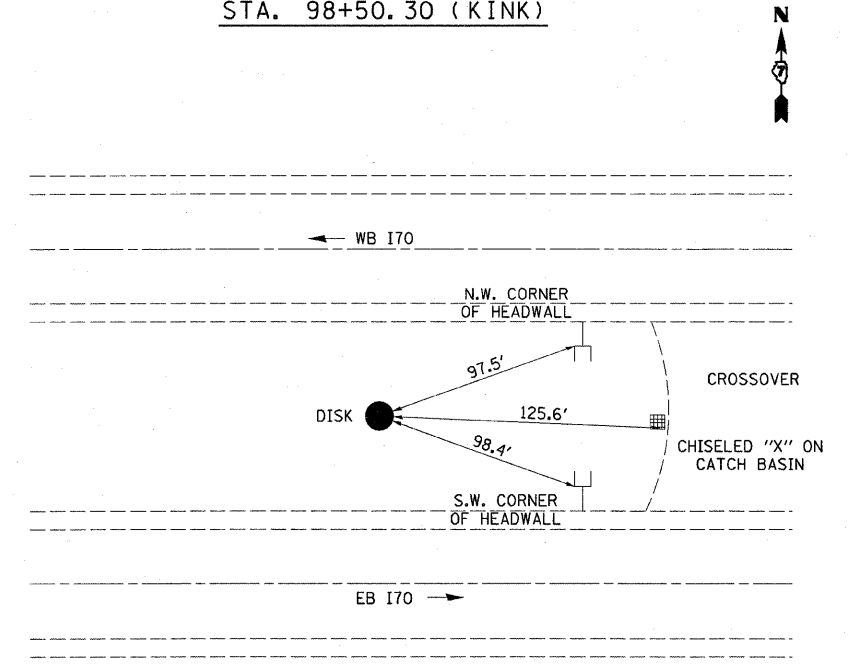 STA. 98+50.30 (KINK)
N
7
WB I70
N.W. CORNER
OF HEADWALL
97.5'
CROSSOVER
DISK
125.6'
98.4'
CHISELED "X" ON
CATCH BASIN
S.W. CORNER
OF HEADWALL
EB I70